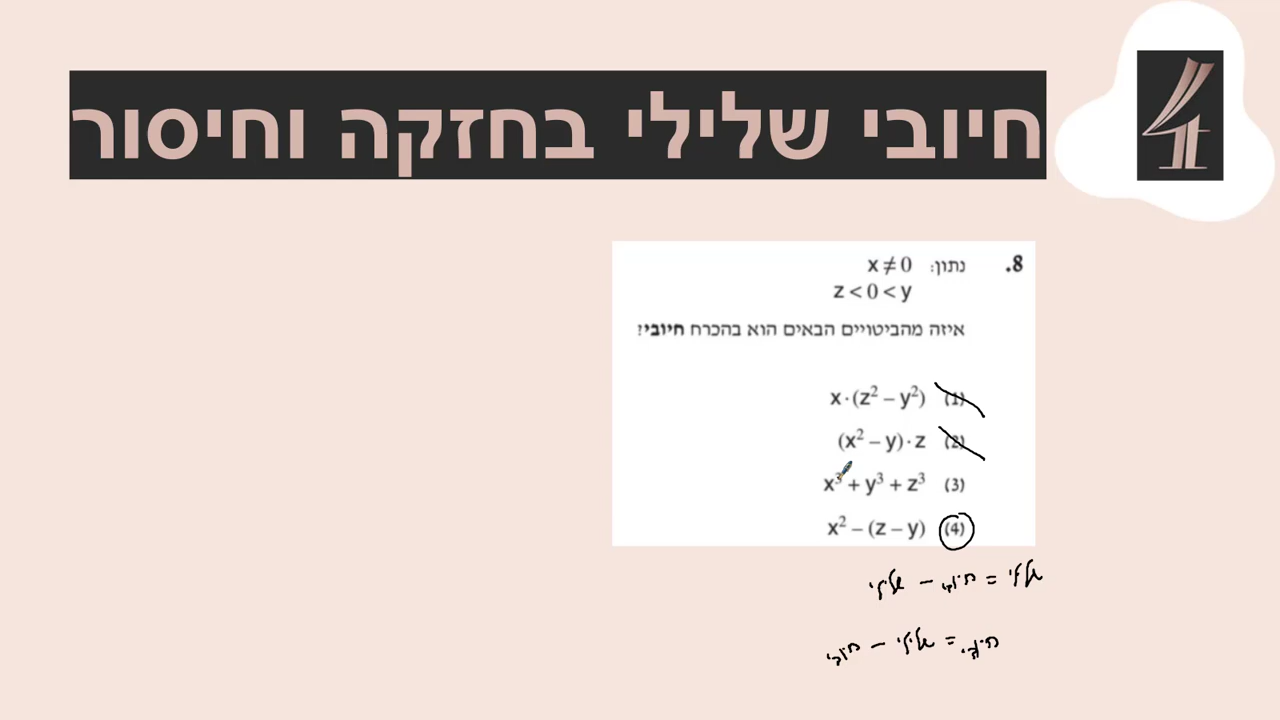 חיובי שלילי בחזקה וחיסור
4
8. נתון: x ≠ 0
z < 0 < y
איזה מהביטויים הבאים הוא בהכרח חיובי?
(1) x · (z² − y²)
(2) (x² − y) · z
(3) x³ + y³ + z³
(4) x² − (z − y)
שלילי − חיובי = שלילי
חיובי − שלילי = חיובי